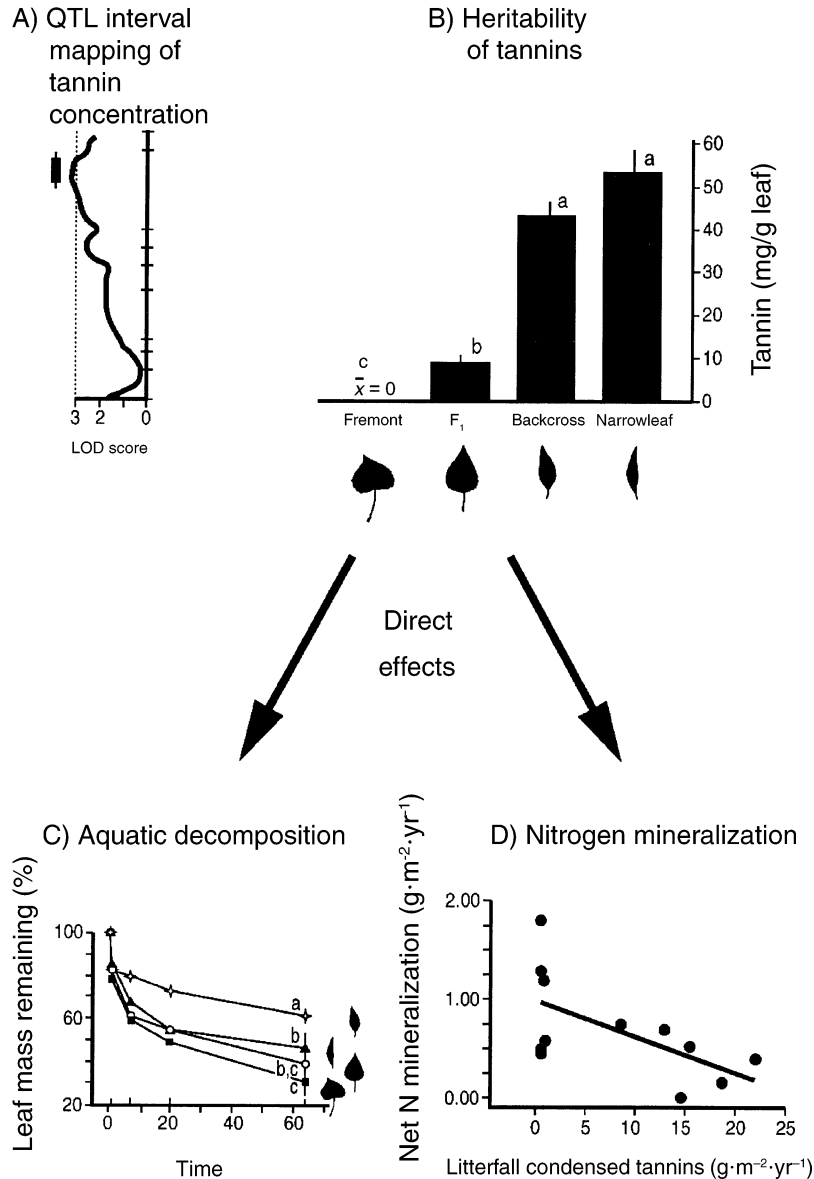 A) QTL interval
mapping of
tannin
concentration
3 2 0
LOD score
B) Heritability
of tannins
60
50
40
30
20
10
0
Tannin (mg/g leaf)
c
x̄ = 0
b
a
a
Fremont F₁ Backcross Narrowleaf
Direct
effects
C) Aquatic decomposition
Leaf mass remaining (%)
100
60
20
a
b
b,c
c
0 20 40 60
Time
D) Nitrogen mineralization
Net N mineralization (g·m⁻²·yr⁻¹)
2.00
1.00
0.00
0 5 10 15 20 25
Litterfall condensed tannins (g·m⁻²·yr⁻¹)